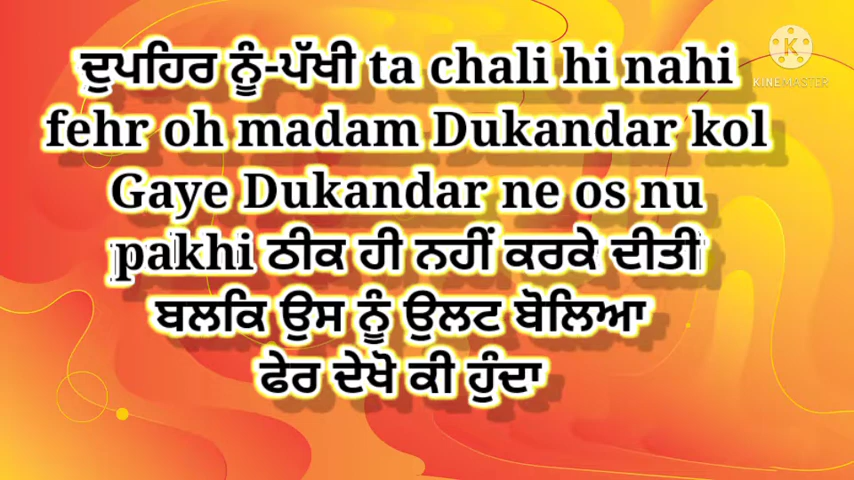 ਦੁਪਹਿਰ ਨੂੰ-ਪੱਖੀ ta chali hi nahi
fehr oh madam Dukandar kol
Gaye Dukandar ne os nu
pakhi ਠੀਕ ਹੀ ਨਹੀਂ ਕਰਕੇ ਦੀਤੀ
ਬਲਕਿ ਉਸ ਨੂੰ ਉਲਟ ਬੋਲਿਆ
ਫੇਰ ਦੇਖੋ ਕੀ ਹੁੰਦਾ
K
KINEMASTER